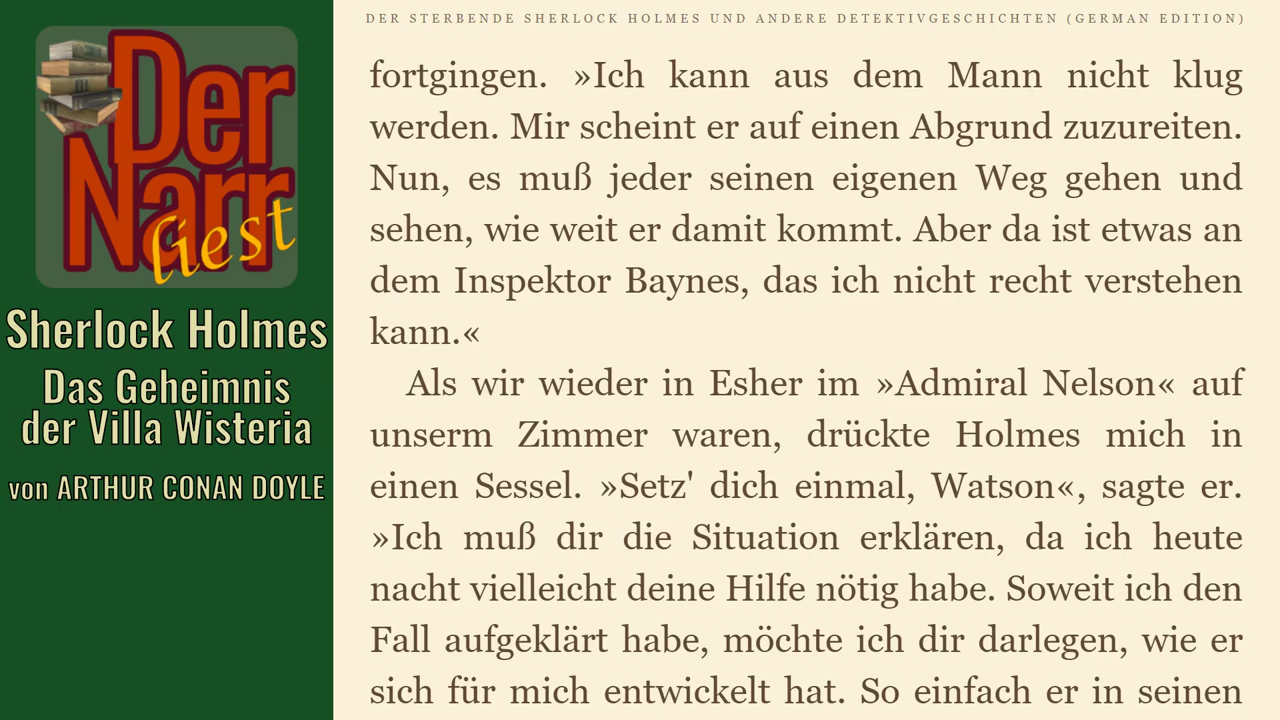 Der
Narr
liest
Sherlock Holmes
Das Geheimnis
der Villa Wisteria
von ARTHUR CONAN DOYLE
DER STERBENDE SHERLOCK HOLMES UND ANDERE DETEKTIVGESCHICHTEN (GERMAN EDITION)
fortgingen. »Ich kann aus dem Mann nicht klug
werden. Mir scheint er auf einen Abgrund zuzureiten.
Nun, es muß jeder seinen eigenen Weg gehen und
sehen, wie weit er damit kommt. Aber da ist etwas an
dem Inspektor Baynes, das ich nicht recht verstehen
kann.«
Als wir wieder in Esher im »Admiral Nelson« auf
unserm Zimmer waren, drückte Holmes mich in
einen Sessel. »Setz' dich einmal, Watson«, sagte er.
»Ich muß dir die Situation erklären, da ich heute
nacht vielleicht deine Hilfe nötig habe. Soweit ich den
Fall aufgeklärt habe, möchte ich dir darlegen, wie er
sich für mich entwickelt hat. So einfach er in seinen